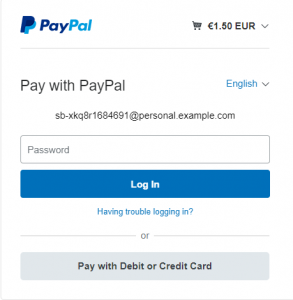 PayPal
€1.50 EUR
Pay with PayPal
English
sb-xkq8r1684691@personal.example.com
Password
Log In
Having trouble logging in?
or
Pay with Debit or Credit Card